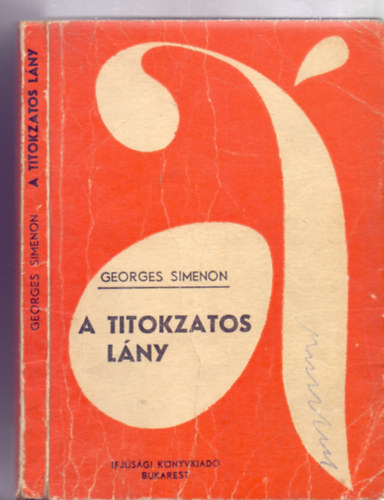 GEORGES SIMENON
A TITOKZATOS LÁNY
GEORGES SIMENON
A TITOKZATOS
LÁNY
IFJÚSÁGI KÖNYVKIADÓ
BUKAREST